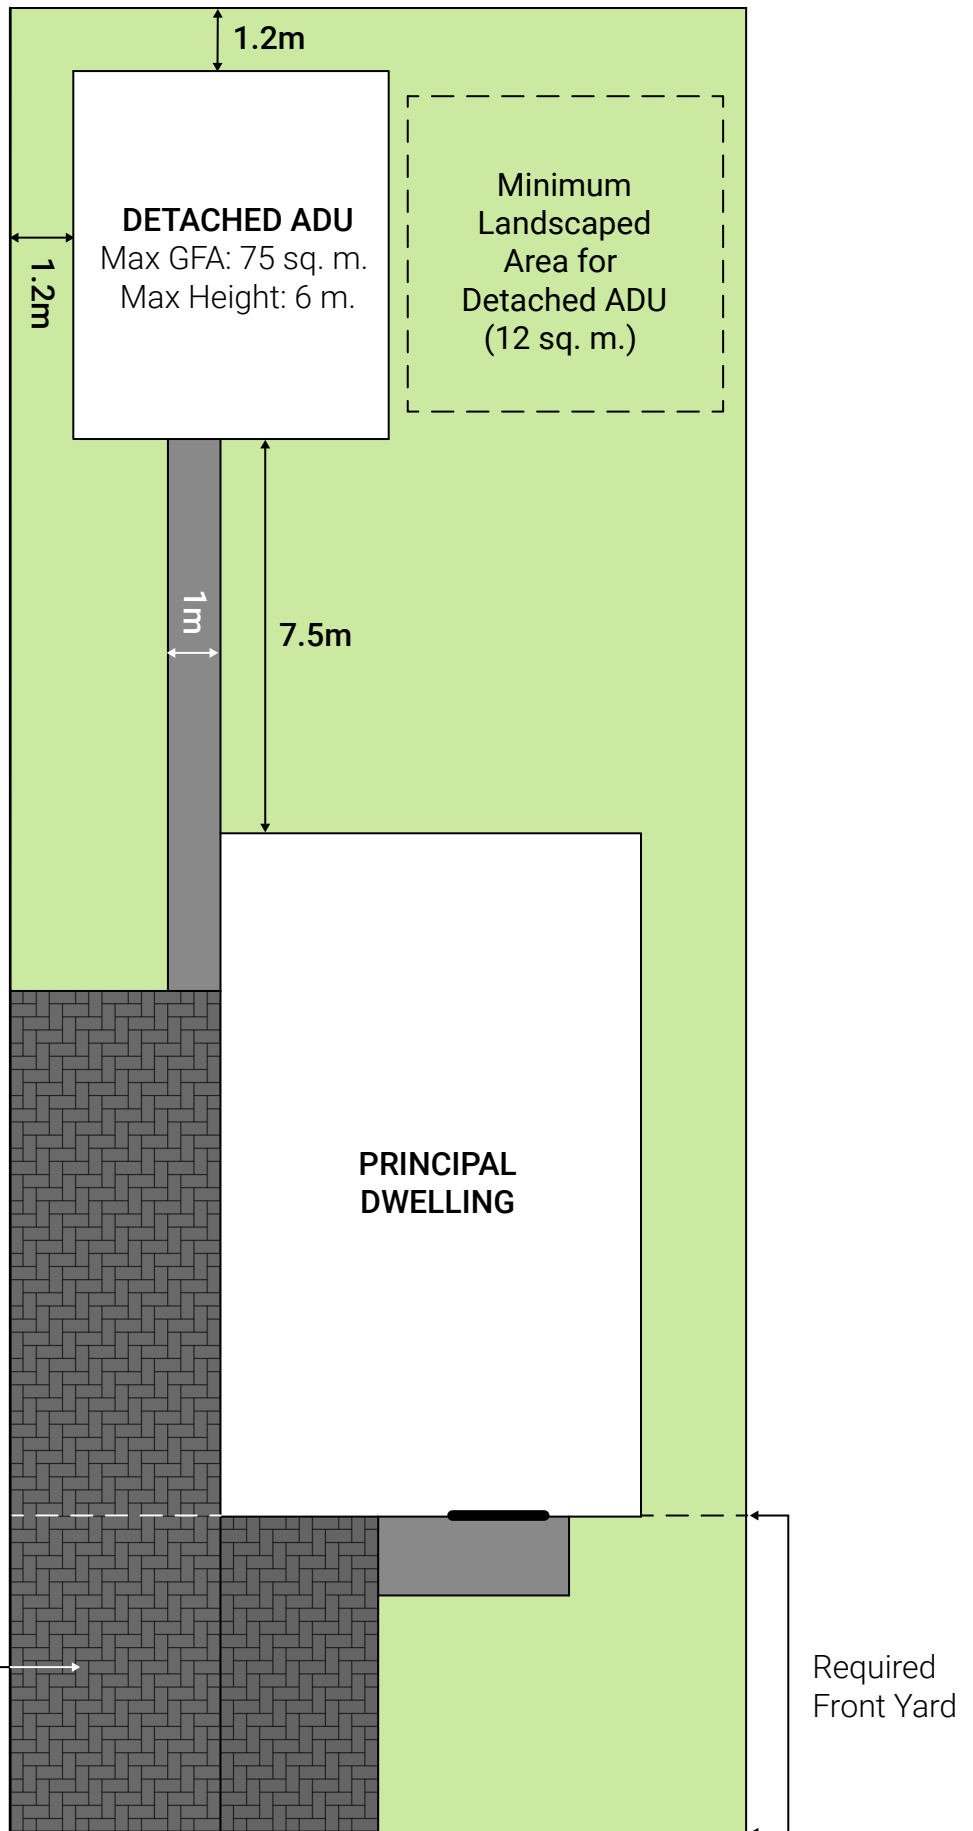 1.2m
DETACHED ADU
Max GFA: 75 sq. m.
Max Height: 6 m.
Minimum
Landscaped
Area for
Detached ADU
(12 sq. m.)
1.2m
1m
7.5m
PRINCIPAL
DWELLING
Required
Front Yard